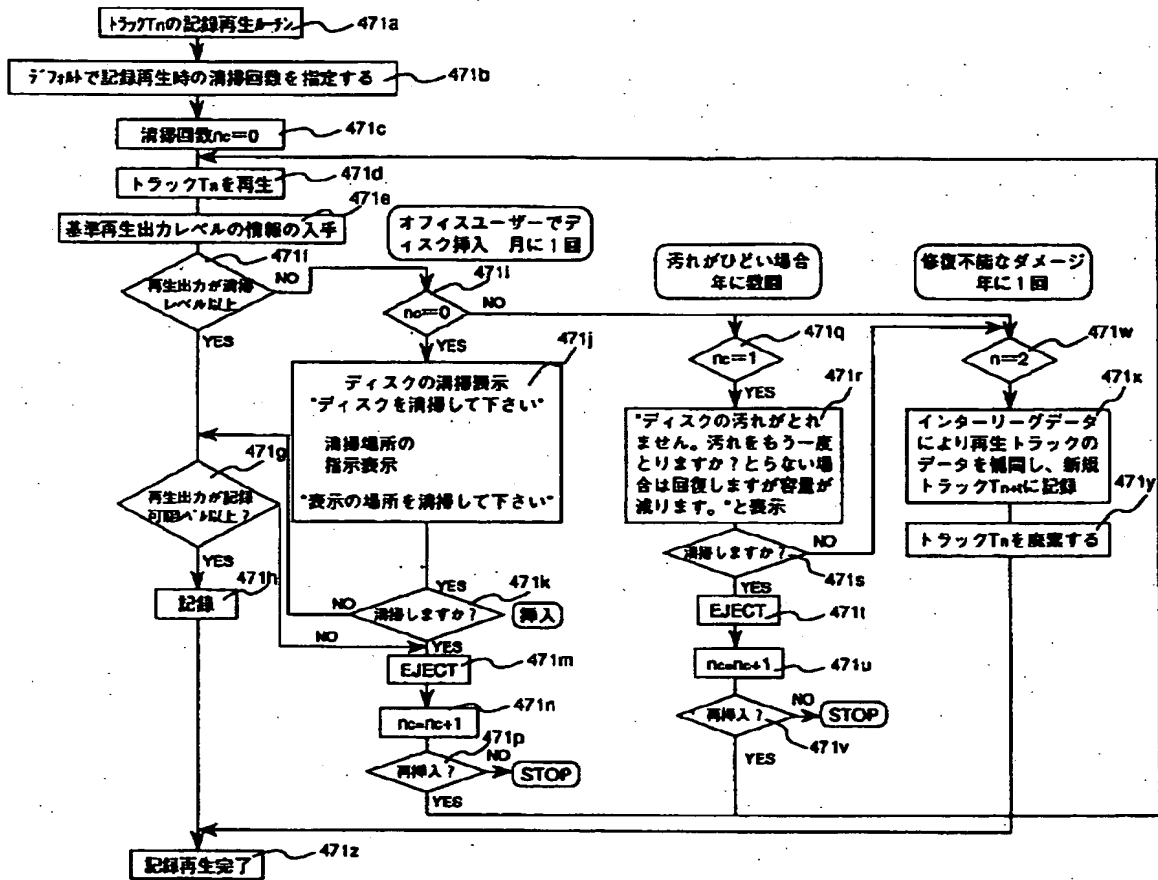 トラックTnの記録再生ルーチン
471a
デフォルトで記録再生時の清掃回数を指定する
471b
清掃回数nc=0
471c
トラックTnを再生
471d
基準再生出力レベルの情報の入手
471e
再生出力が清掃
レベル以上
471f
NO
YES
オフィスユーザーでデ
ィスク挿入 月に1回
nc=0
471i
NO
YES
471j
ディスクの清掃表示
"ディスクを清掃して下さい"
清掃場所の
指示表示
"表示の場所を清掃して下さい"
471g
再生出力が記録
可能レベル以上?
YES
NO
471h
記録
YES
471k
清掃しますか?
挿入
NO
YES
EJECT
471m
nc=nc+1
471n
再挿入?
471p
NO
STOP
YES
汚れがひどい場合
年に数回
nc=1
471q
YES
471r
"ディスクの汚れがとれ
ません。汚れをもう一度
とりますか?とらない場
合は回復しますが容量が
減ります。"と表示
清掃しますか?
NO
471s
YES
EJECT
471t
nc=nc+1
471u
再挿入?
NO
STOP
471v
YES
修復不能なダメージ
年に1回
n=2
471w
471x
インターリーグデータ
により再生トラックの
データを補間し、新規
トラックTn+tに記録
471y
トラックTnを廃棄する
記録再生完了
471z